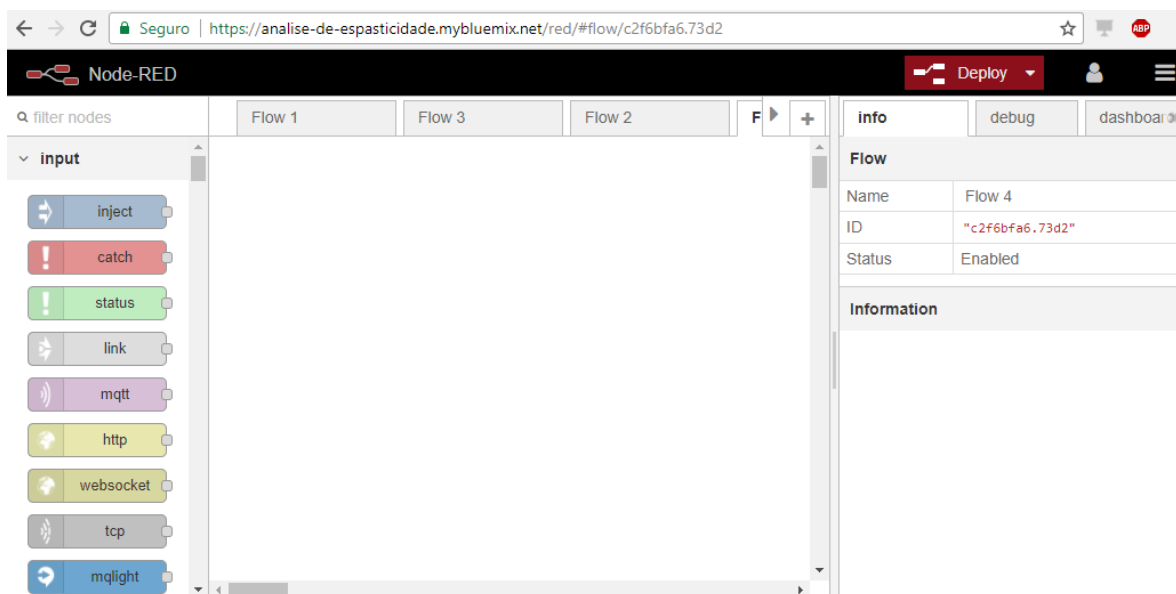 Seguro | https://analise-de-espasticidade.mybluemix.net/red/#flow/c2f6bfa6.73d2
ABP
Node-RED
Deploy
filter nodes
Flow 1
Flow 3
Flow 2
F
+
info
debug
dashboar
input
inject
catch
status
link
mqtt
http
websocket
tcp
mqlight
Flow
Name Flow 4
ID "c2f6bfa6.73d2"
Status Enabled
Information